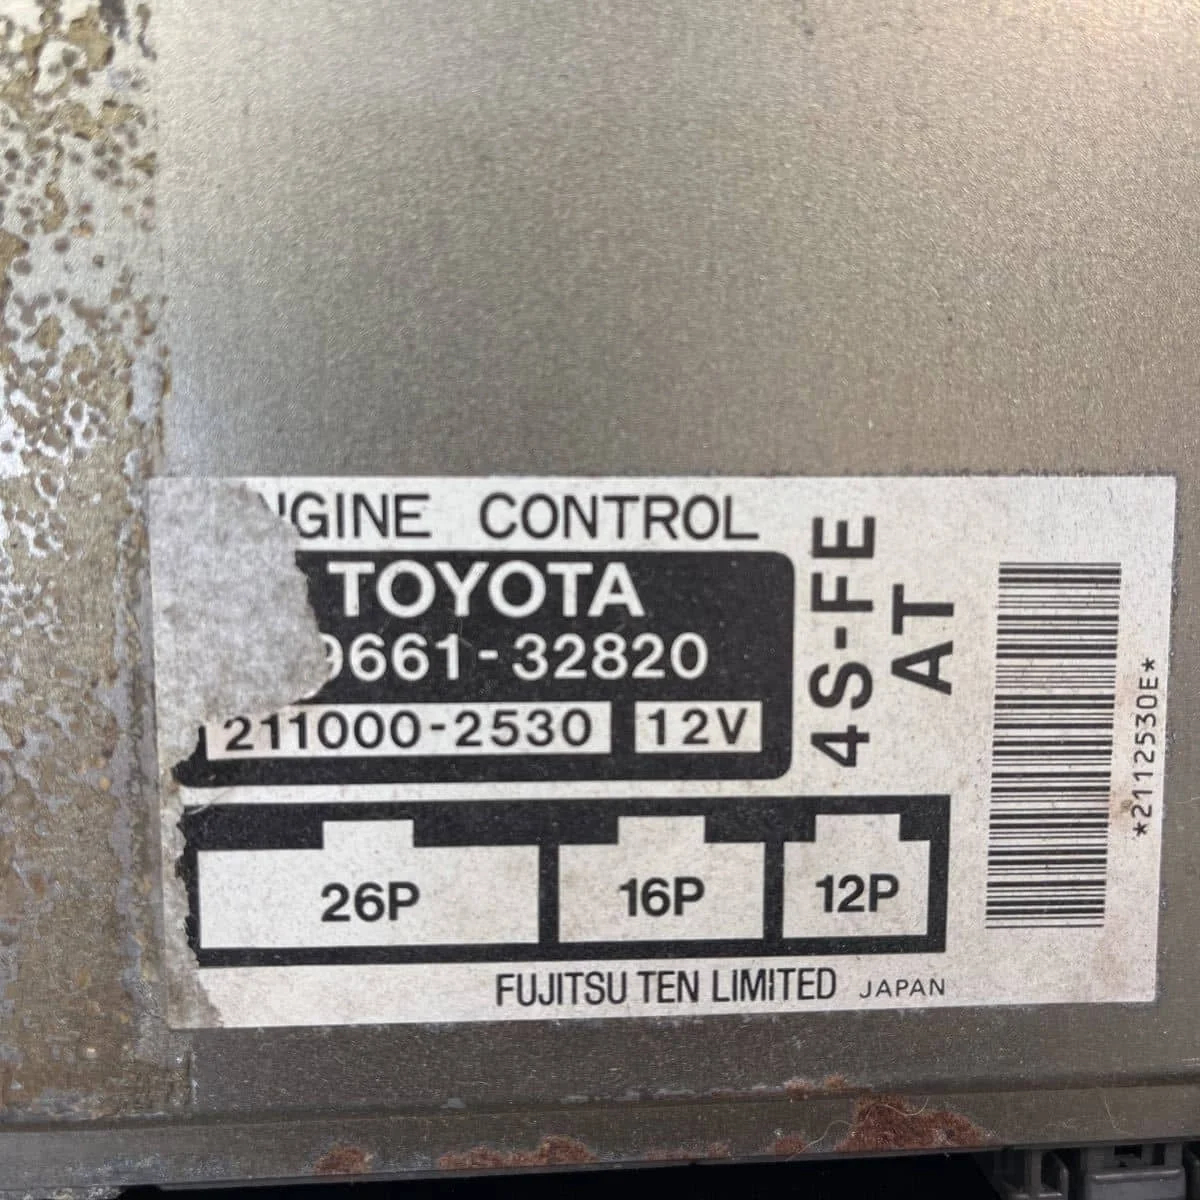 NGINE CONTROL
TOYOTA
9661-32820
211000-2530 12V
4S-FE
AT
26P 16P 12P
FUJITSU TEN LIMITED JAPAN
*2112530E*